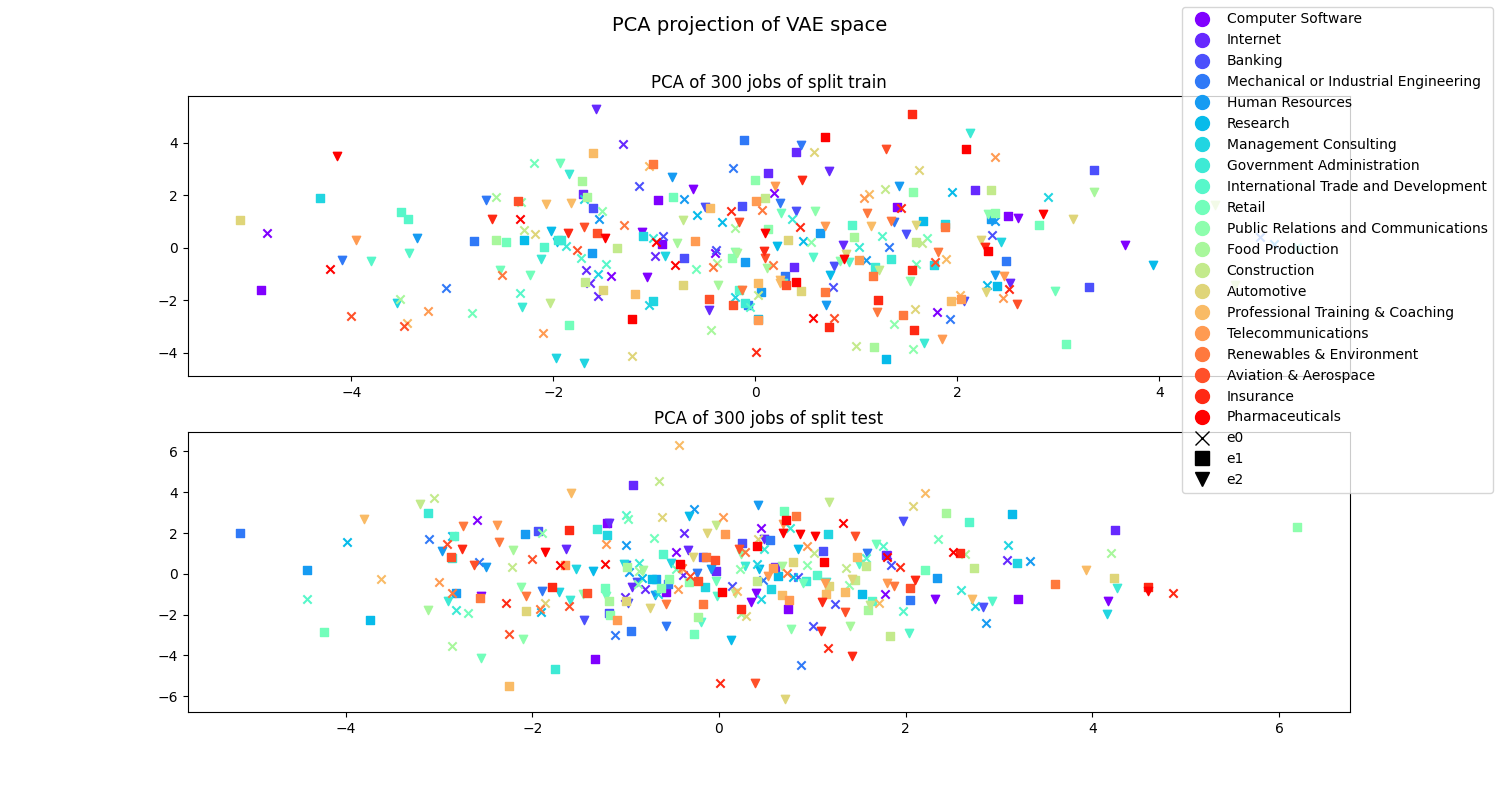 PCA projection of VAE space
PCA of 300 jobs of split train
4
2
0
−2
−4
−4
−2
0
2
4
PCA of 300 jobs of split test
6
4
2
0
−2
−4
−6
−4
−2
0
2
4
6
Computer Software
Internet
Banking
Mechanical or Industrial Engineering
Human Resources
Research
Management Consulting
Government Administration
International Trade and Development
Retail
Public Relations and Communications
Food Production
Construction
Automotive
Professional Training & Coaching
Telecommunications
Renewables & Environment
Aviation & Aerospace
Insurance
Pharmaceuticals
e0
e1
e2